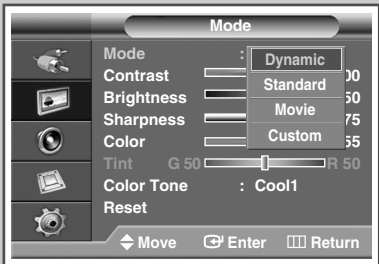 Mode
Mode : Dynamic
Standard
Movie
Custom
Contrast 00
Brightness 50
Sharpness 75
Color 55
Tint G 50 R 50
Color Tone : Cool1
Reset
Move Enter Return